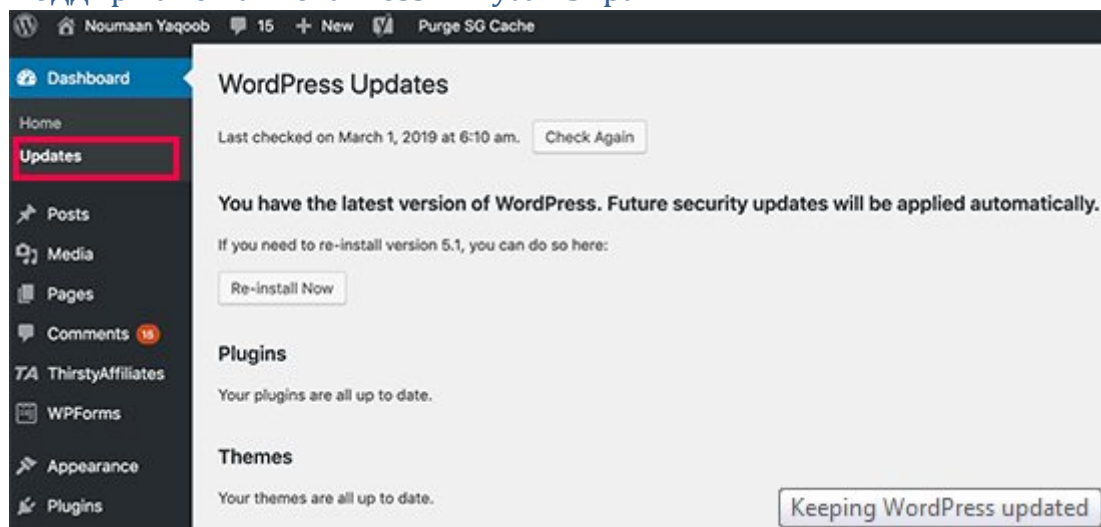 Noumaan Yaqoob 15 + New Purge SG Cache
Dashboard
Home
Updates
Posts
Media
Pages
Comments 15
TA ThirstyAffiliates
WPForms
Appearance
Plugins
WordPress Updates
Last checked on March 1, 2019 at 6:10 am. Check Again
You have the latest version of WordPress. Future security updates will be applied automatically.
If you need to re-install version 5.1, you can do so here:
Re-install Now
Plugins
Your plugins are all up to date.
Themes
Your themes are all up to date.
Keeping WordPress updated